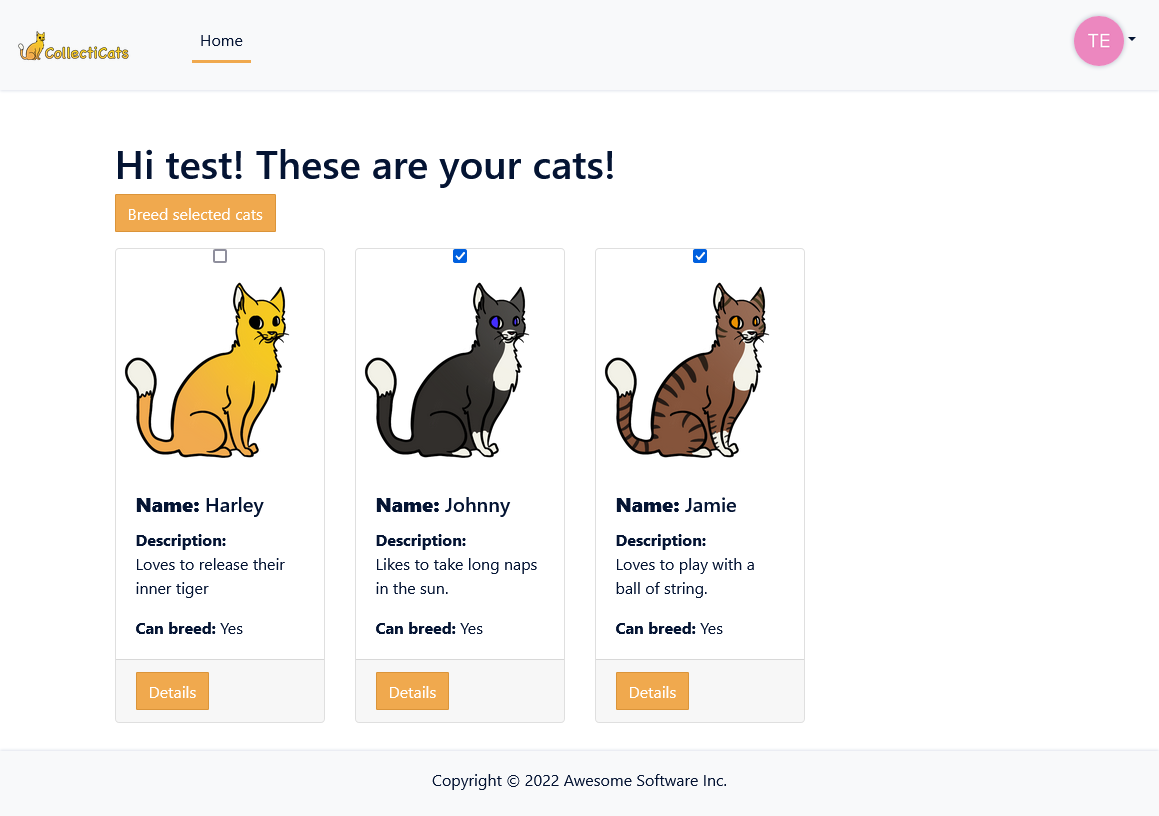 CollectiCats
Home
TE
Hi test! These are your cats!
Breed selected cats
Name: Harley
Description:
Loves to release their
inner tiger
Can breed: Yes
Details
Name: Johnny
Description:
Likes to take long naps
in the sun.
Can breed: Yes
Details
Name: Jamie
Description:
Loves to play with a
ball of string.
Can breed: Yes
Details
Copyright © 2022 Awesome Software Inc.